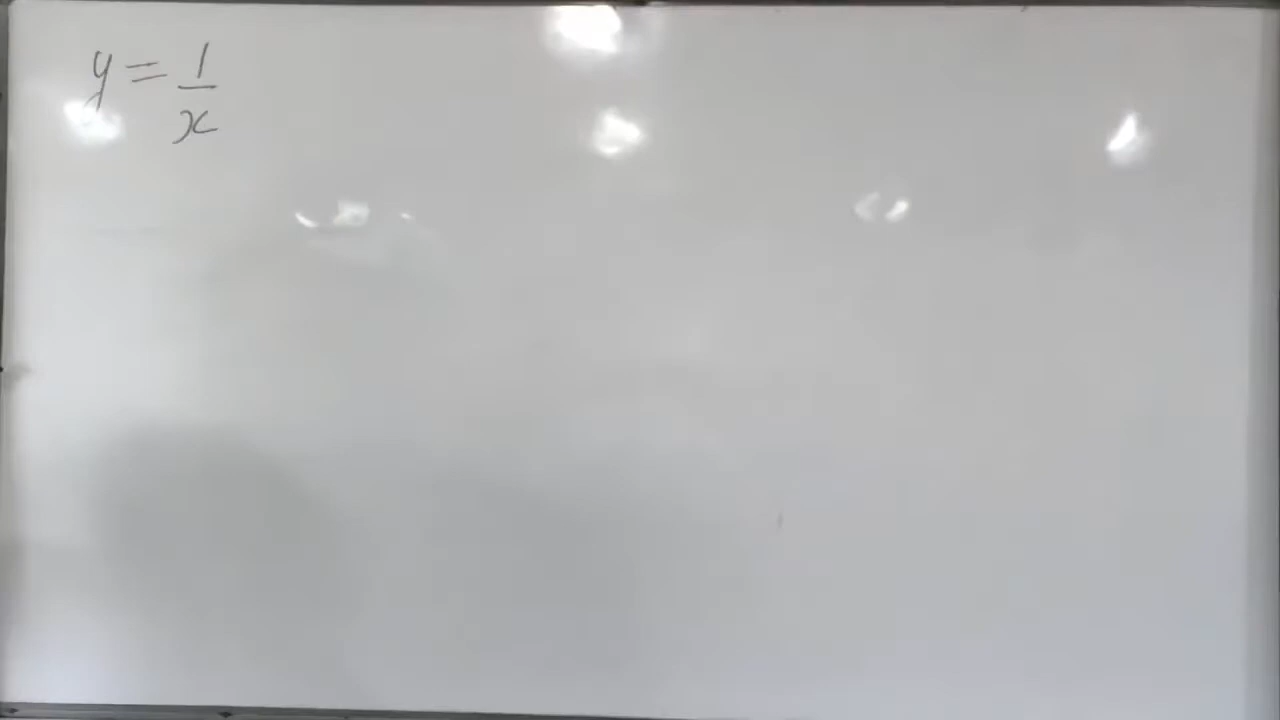 y = 1/x